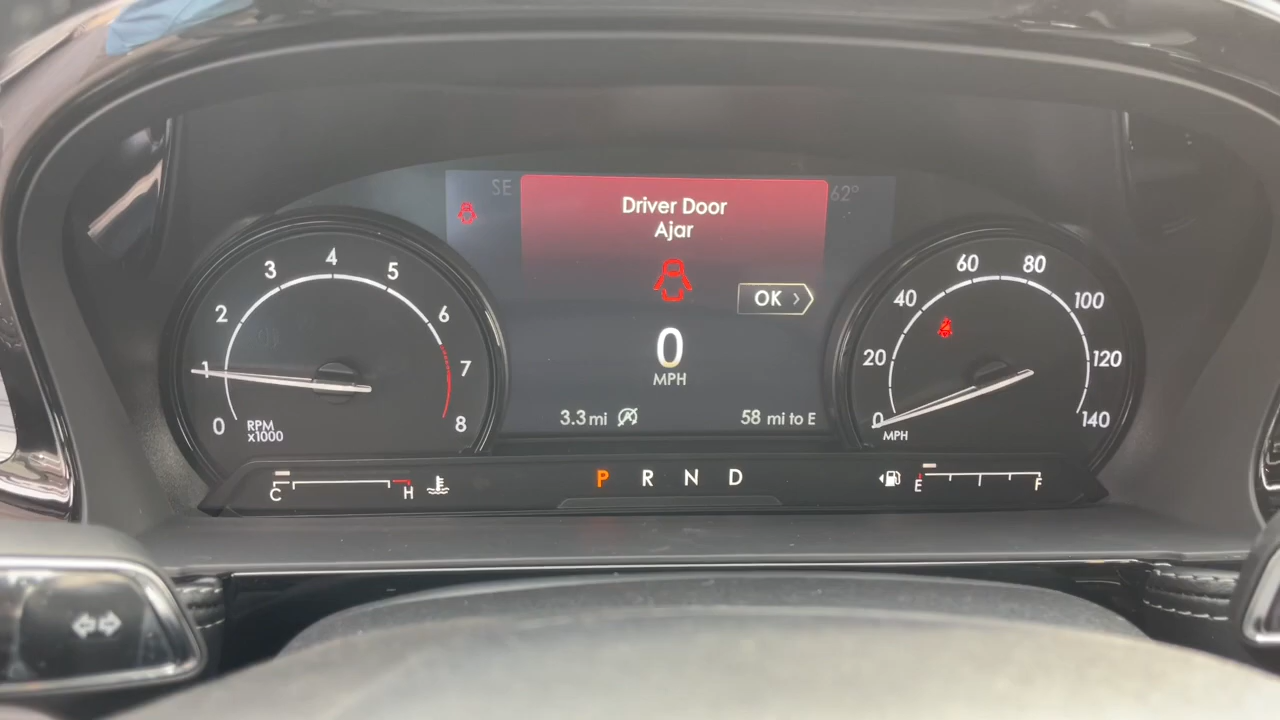 SE
62°
Driver Door
Ajar
OK
0
MPH
3.3 mi
58 mi to E
0
1
2
3
4
5
6
7
8
RPM
x1000
0
20
40
60
80
100
120
140
MPH
C
H
P R N D
E
F